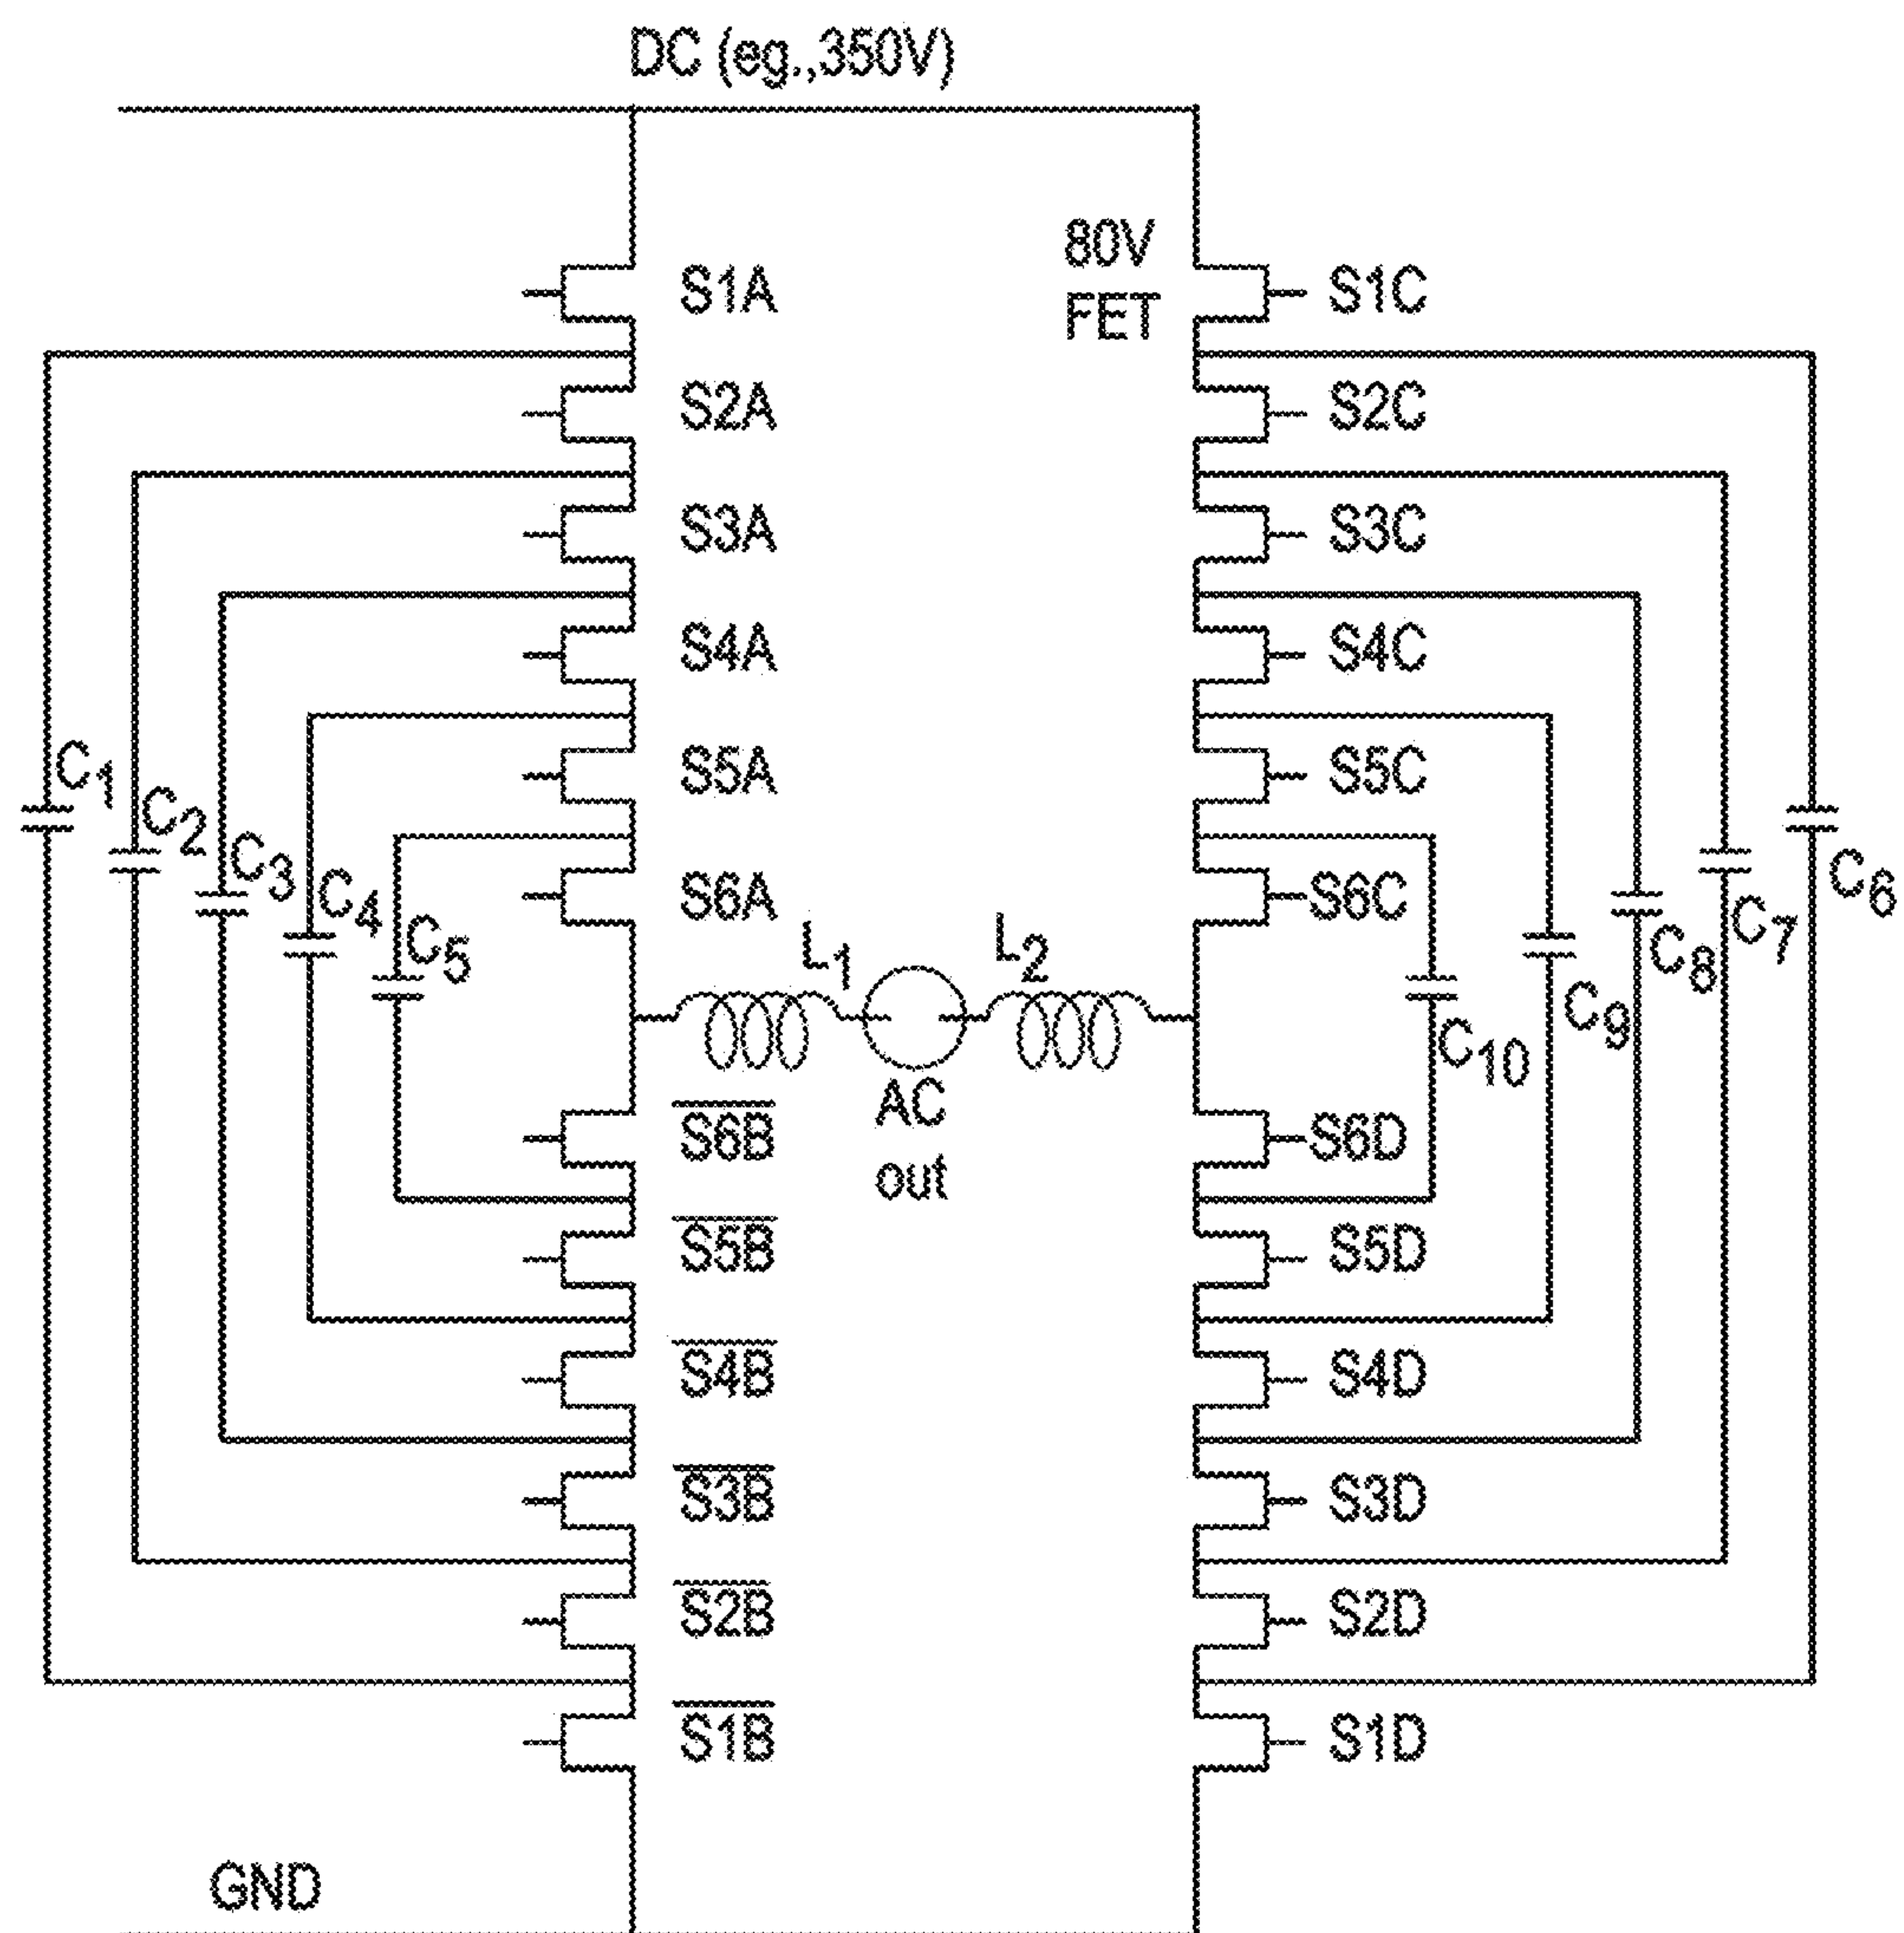 DC (eg.,350V)
80V
FET
S1A
S1C
S2A
S2C
S3A
S3C
S4A
S4C
C1
S5A
S5C
C2
C3
C4
S6A
S6C
C6
C5
L1
L2
C7
C8
C9
C10
S6B
AC
out
S6D
S5B
S5D
S4B
S4D
S3B
S3D
S2B
S2D
S1B
S1D
GND